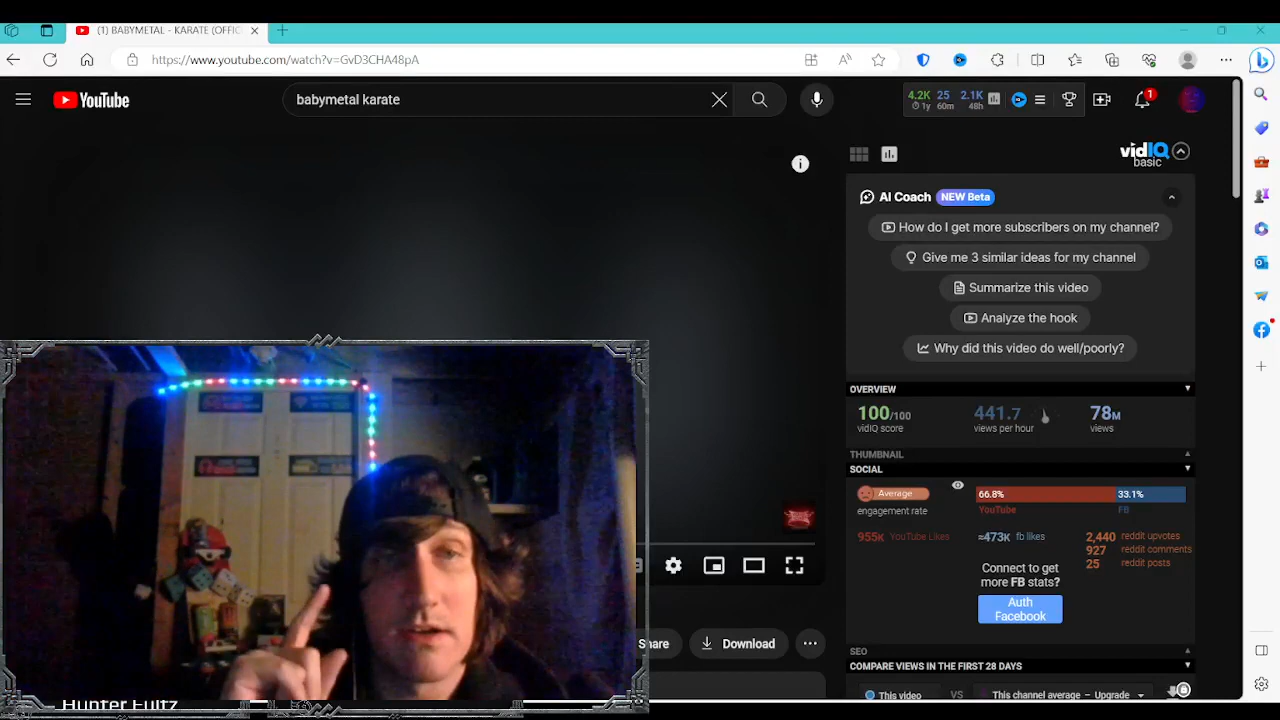 (1) BABYMETAL - KARATE (OFFIC
https://www.youtube.com/watch?v=GvD3CHA48pA
YouTube
babymetal karate
4.2K 25 2.1K
1y 60m 48h
1
vidIQ
basic
AI Coach NEW Beta
How do I get more subscribers on my channel?
Give me 3 similar ideas for my channel
Summarize this video
Analyze the hook
Why did this video do well/poorly?
OVERVIEW
100/100 441.7 78M
vidIQ score views per hour views
THUMBNAIL
SOCIAL
Average
engagement rate
66.8% 33.1%
YouTube FB
955K YouTube Likes
≈473K fb likes
2,440 reddit upvotes
927 reddit comments
25 reddit posts
Connect to get
more FB stats?
Auth
Facebook
Share
Download
SEO
COMPARE VIEWS IN THE FIRST 28 DAYS
This video VS This channel average – Upgrade
Hunter Fultz